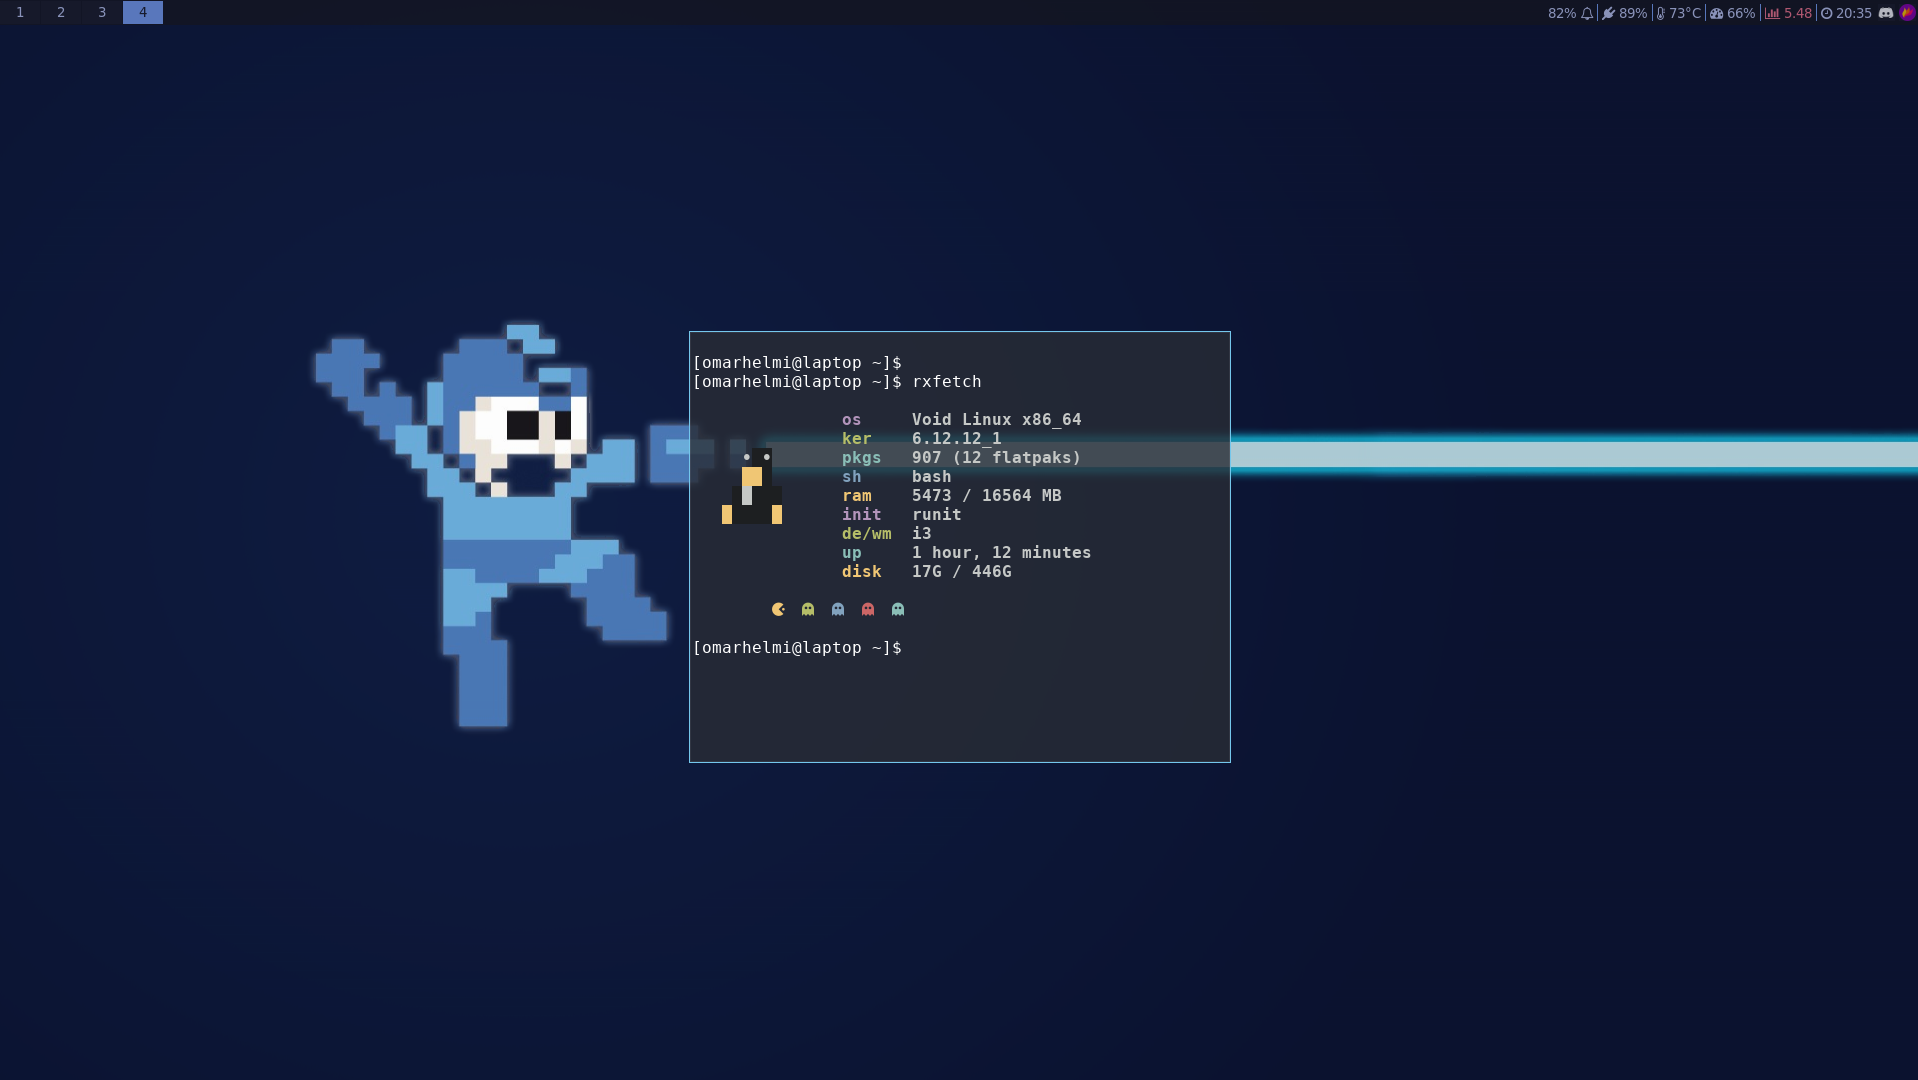 1 2 3 4 82% 89% 73°C 66% 5.48 20:35
[omarhelmi@laptop ~]$
[omarhelmi@laptop ~]$ rxfetch
os Void Linux x86_64
ker 6.12.12_1
pkgs 907 (12 flatpaks)
sh bash
ram 5473 / 16564 MB
init runit
de/wm i3
up 1 hour, 12 minutes
disk 17G / 446G
[omarhelmi@laptop ~]$